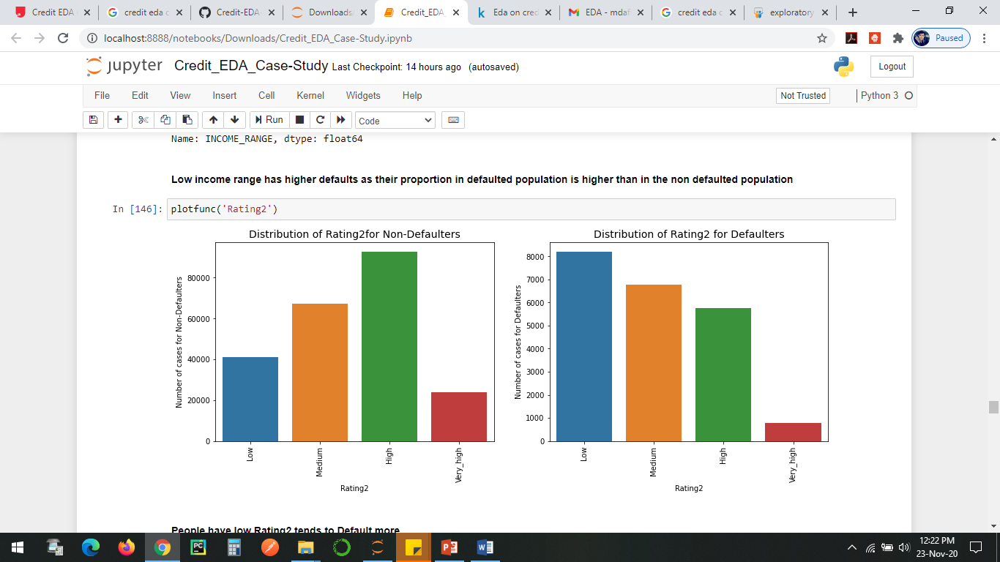 Credit EDA
credit eda c
Credit-EDA-
Downloads/
Credit_EDA_
Eda on cred
EDA - mdaf
credit eda c
exploratory
localhost:8888/notebooks/Downloads/Credit_EDA_Case-Study.ipynb
Paused
jupyter Credit_EDA_Case-Study Last Checkpoint: 14 hours ago (autosaved)
Logout
File Edit View Insert Cell Kernel Widgets Help
Not Trusted
Python 3
Run
Code
Name: INCOME_RANGE, dtype: float64
Low income range has higher defaults as their proportion in defaulted population is higher than in the non defaulted population
In [146]: plotfunc('Rating2')
Distribution of Rating2for Non-Defaulters
Number of cases for Non-Defaulters
80000
60000
40000
20000
0
Low
Medium
High
Very_high
Rating2
Distribution of Rating2 for Defaulters
Number of cases for Defaulters
8000
7000
6000
5000
4000
3000
2000
1000
0
Low
Medium
High
Very_high
Rating2
People have low Rating2 tends to Default more
12:22 PM
23-Nov-20